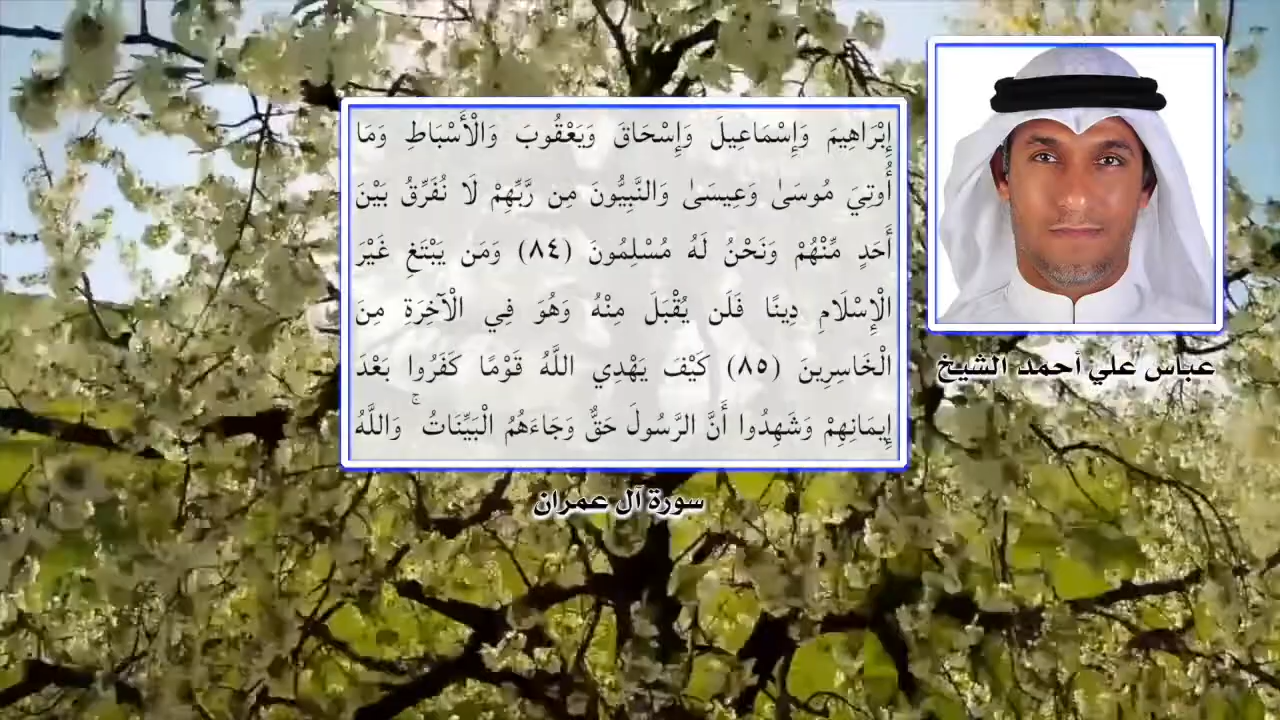 إِبْرَاهِيمَ وَإِسْمَاعِيلَ وَإِسْحَاقَ وَيَعْقُوبَ وَالْأَسْبَاطِ وَمَا
أُوتِيَ مُوسَىٰ وَعِيسَىٰ وَالنَّبِيُّونَ مِن رَّبِّهِمْ لَا نُفَرِّقُ بَيْنَ
أَحَدٍ مِّنْهُمْ وَنَحْنُ لَهُ مُسْلِمُونَ (٨٤) وَمَن يَبْتَغِ غَيْرَ
الْإِسْلَامِ دِينًا فَلَن يُقْبَلَ مِنْهُ وَهُوَ فِي الْآخِرَةِ مِنَ
الْخَاسِرِينَ (٨٥) كَيْفَ يَهْدِي اللَّهُ قَوْمًا كَفَرُوا بَعْدَ
إِيمَانِهِمْ وَشَهِدُوا أَنَّ الرَّسُولَ حَقٌّ وَجَاءَهُمُ الْبَيِّنَاتُ ۚ وَاللَّهُ
عباس علي أحمد الشيخ
سورة آل عمران